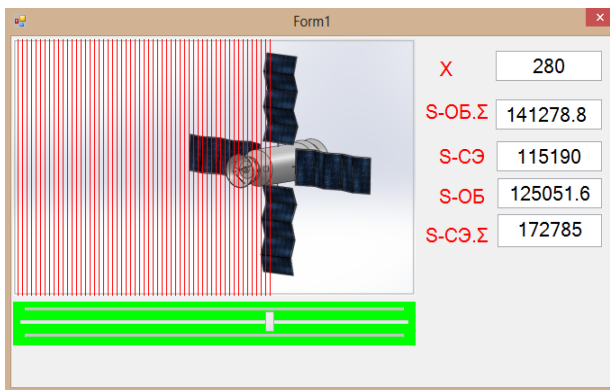 Form1
X 280
S-ОБ.Σ 141278.8
S-СЭ 115190
S-ОБ 125051.6
S-СЭ.Σ 172785